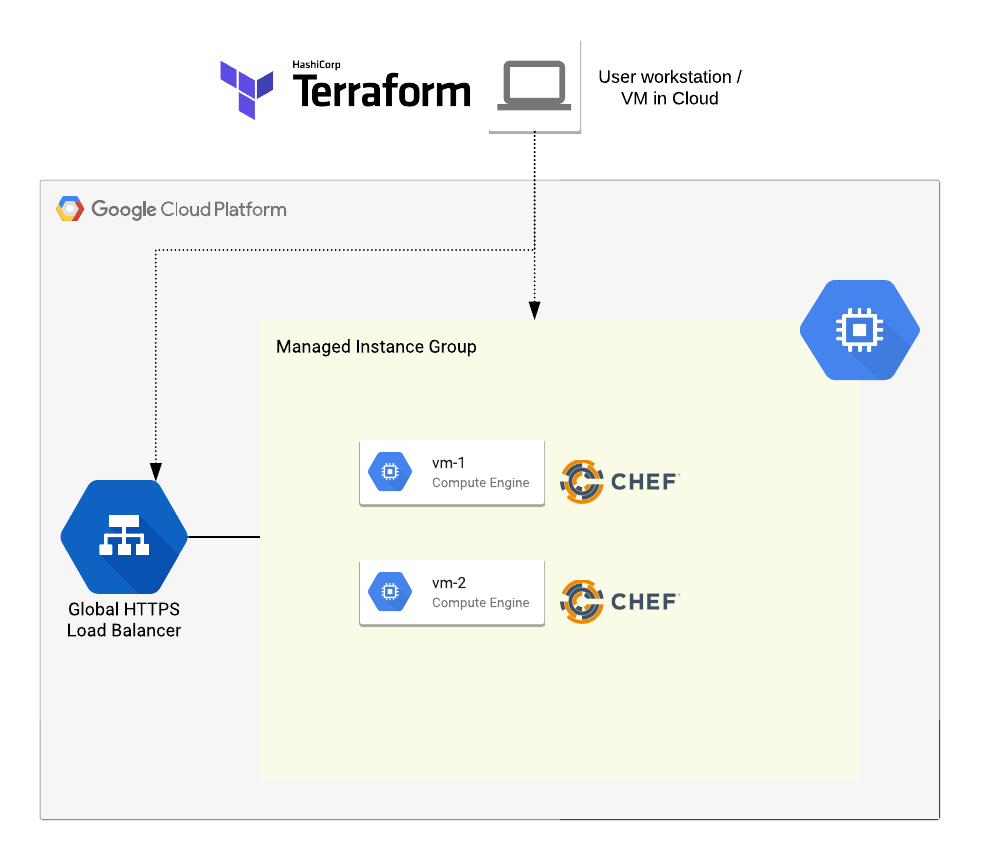 HashiCorp
Terraform
User workstation /
VM in Cloud
Google Cloud Platform
Managed Instance Group
vm-1
Compute Engine
CHEF
vm-2
Compute Engine
CHEF
Global HTTPS
Load Balancer